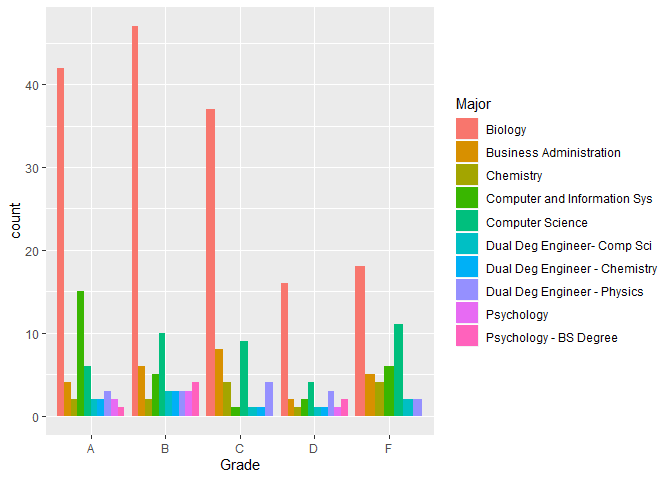 40
30
20
10
0
count
A B C D F
Grade
Major
Biology
Business Administration
Chemistry
Computer and Information Sys
Computer Science
Dual Deg Engineer- Comp Sci
Dual Deg Engineer - Chemistry
Dual Deg Engineer - Physics
Psychology
Psychology - BS Degree